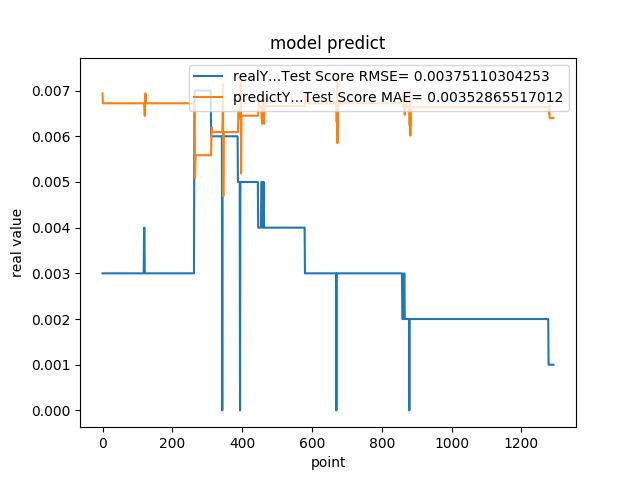 model predict
realY...Test Score RMSE= 0.00375110304253
predictY...Test Score MAE= 0.00352865517012
0.007
0.006
0.005
0.004
0.003
0.002
0.001
0.000
real value
0 200 400 600 800 1000 1200
point